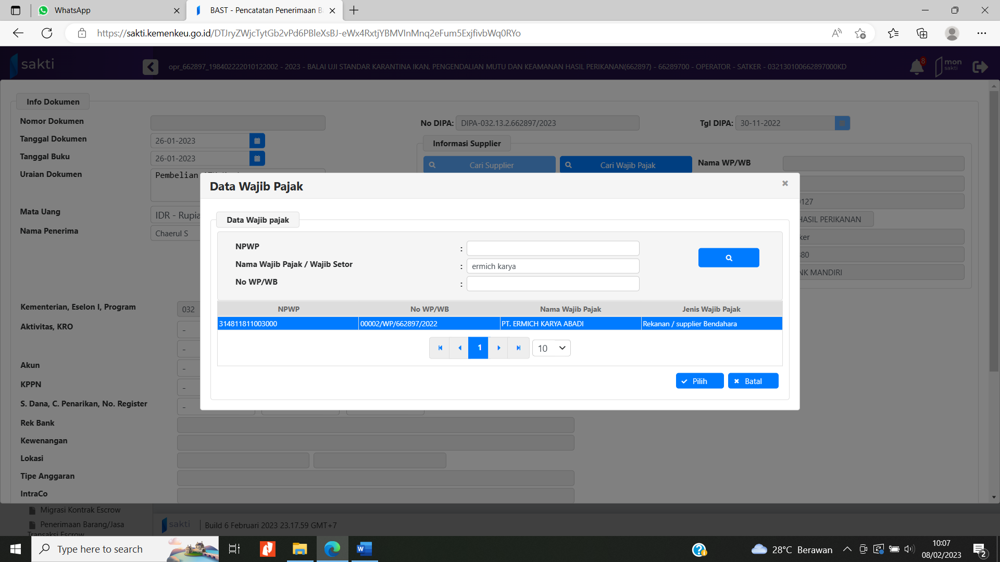 WhatsApp
BAST - Pencatatan Penerimaan B
https://sakti.kemenkeu.go.id/DTJryZWjcTytGb2vPd6PBleXsBJ-eWx4RxtjYBMVInMnq2eFum5ExjfivbWq0RYo
sakti
opr_662897_198402222010122002 - 2023 - BALAI UJI STANDAR KARANTINA IKAN, PENGENDALIAN MUTU DAN KEAMANAN HASIL PERIKANAN(662897) - 66289700 - OPERATOR - SATKER - 032130100662897000KD
8
mon
sakti
Info Dokumen
Nomor Dokumen
No DIPA: DIPA-032.13.2.662897/2023
Tgl DIPA: 30-11-2022
Tanggal Dokumen 26-01-2023
Informasi Supplier
Tanggal Buku 26-01-2023
Cari Supplier
Cari Wajib Pajak
Nama WP/WB
Uraian Dokumen
Pembelian
Data Wajib Pajak
127
Mata Uang IDR - Rupia
HASIL PERIKANAN
Data Wajib pajak
Nama Penerima Chaerul S
ker
NPWP :
80
Nama Wajib Pajak / Wajib Setor : ermich karya
NK MANDIRI
No WP/WB :
Kementerian, Eselon I, Program 032
NPWP No WP/WB Nama Wajib Pajak Jenis Wajib Pajak
314811811003000 00002/WP/662897/2022 PT. ERMICH KARYA ABADI Rekanan / supplier Bendahara
Aktivitas, KRO -
-
1 10
Akun -
KPPN -
Pilih Batal
S. Dana, C. Penarikan, No. Register -
Rek Bank
Kewenangan
Lokasi
Tipe Anggaran
IntraCo
Migrasi Kontrak Escrow
Penerimaan Barang/Jasa
Transaksi Escrow
sakti Build 6 Februari 2023 23.17.59 GMT+7
Type here to search
28°C Berawan
10:07
08/02/2023
2